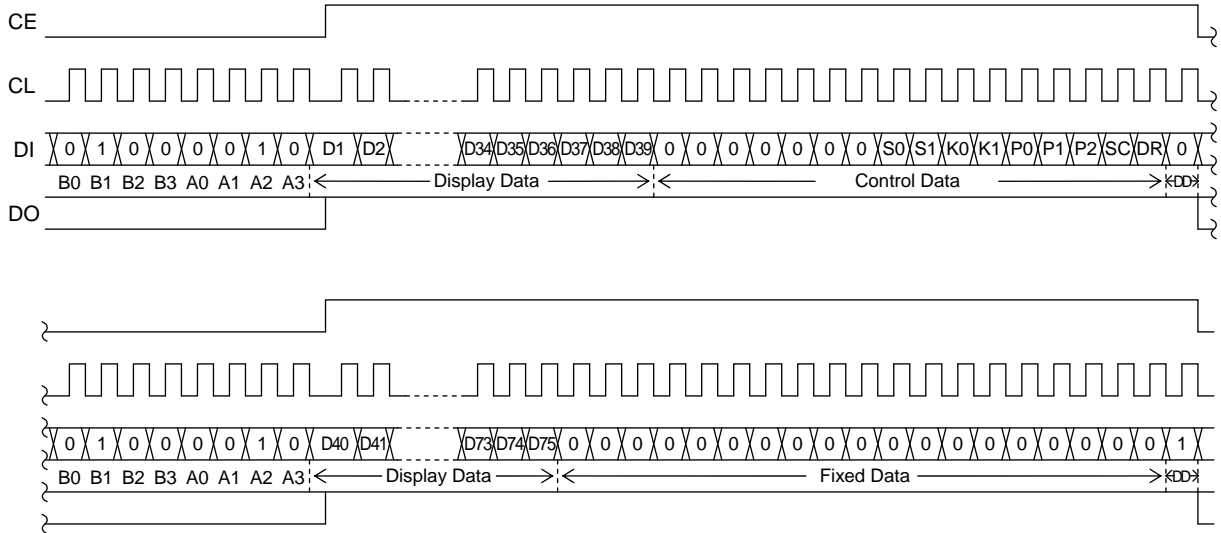 CE
CL
DI 0 1 0 0 0 0 1 0 D1 D2 D34 D35 D36 D37 D38 D39 0 0 0 0 0 0 0 S0 S1 K0 K1 P0 P1 P2 SC DR 0
B0 B1 B2 B3 A0 A1 A2 A3 Display Data Control Data DD
DO
0 1 0 0 0 0 1 0 D40 D41 D73 D74 D75 0 0 0 0 0 0 0 0 0 0 0 0 0 0 0 0 0 0 0 1
B0 B1 B2 B3 A0 A1 A2 A3 Display Data Fixed Data DD